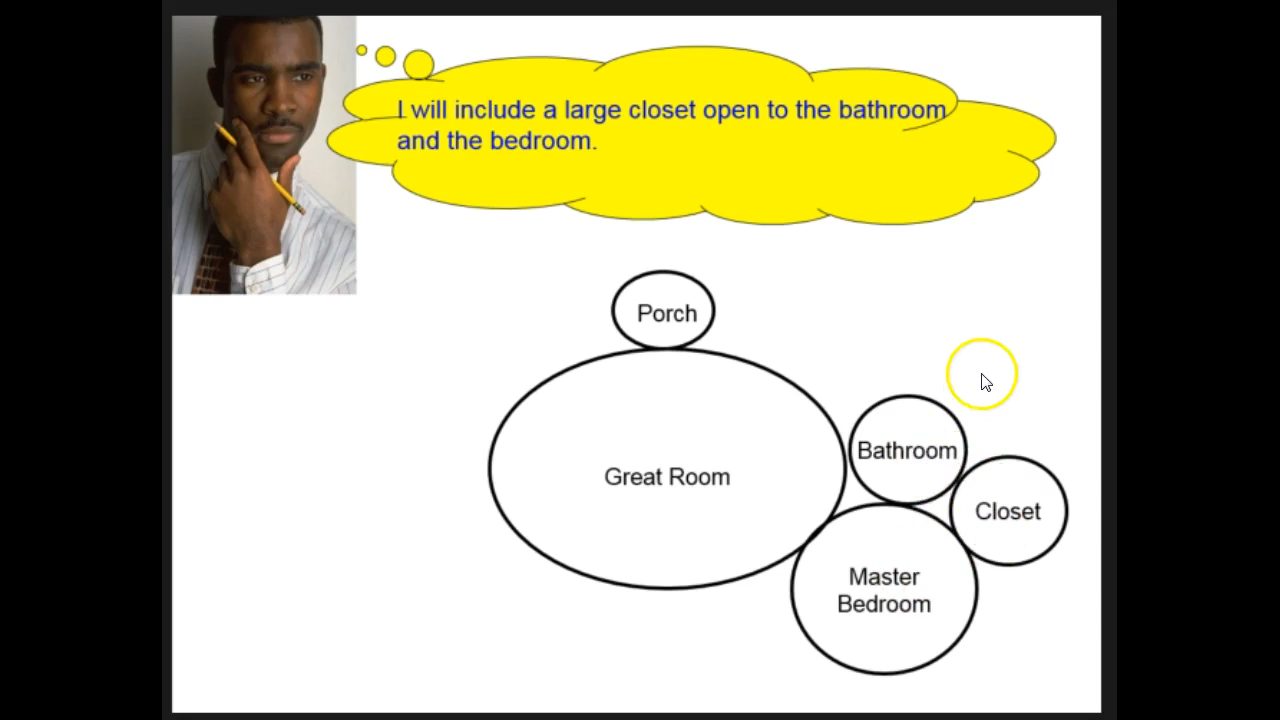 I will include a large closet open to the bathroom
and the bedroom.
Porch
Great Room
Bathroom
Closet
Master
Bedroom